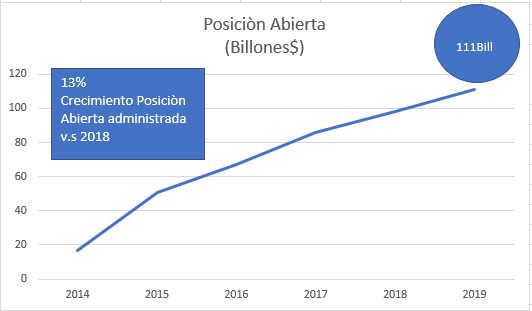 Posiciòn Abierta
(Billones$)
111Bill
13%
Crecimiento Posiciòn
Abierta administrada
v.s 2018
120
100
80
60
40
20
0
2014 2015 2016 2017 2018 2019